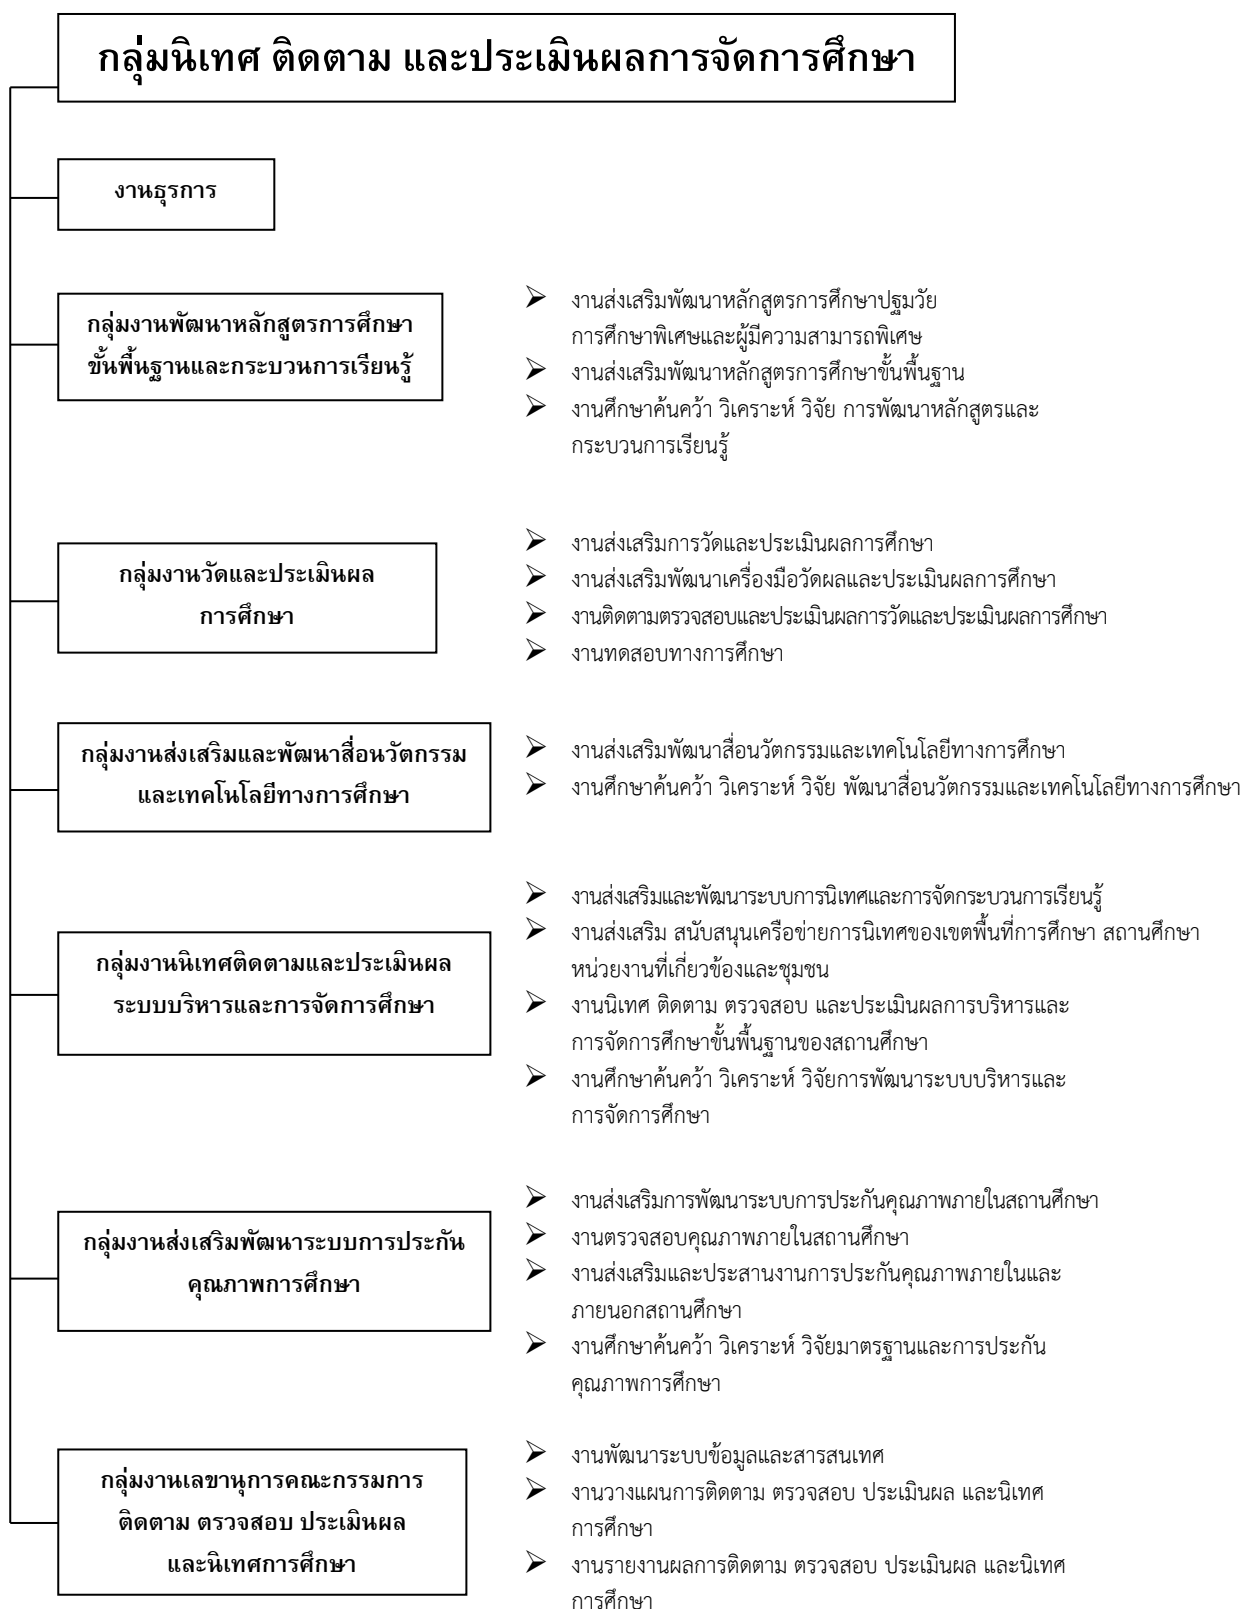 กลุ่มนิเทศ ติดตาม และประเมินผลการจัดการศึกษา
งานธุรการ
กลุ่มงานพัฒนาหลักสูตรการศึกษา
ขั้นพื้นฐานและกระบวนการเรียนรู้
งานส่งเสริมพัฒนาหลักสูตรการศึกษาปฐมวัย
การศึกษาพิเศษและผู้มีความสามารถพิเศษ
งานส่งเสริมพัฒนาหลักสูตรการศึกษาขั้นพื้นฐาน
งานศึกษาค้นคว้า วิเคราะห์ วิจัย การพัฒนาหลักสูตรและ
กระบวนการเรียนรู้
กลุ่มงานวัดและประเมินผล
การศึกษา
งานส่งเสริมการวัดและประเมินผลการศึกษา
งานส่งเสริมพัฒนาเครื่องมือวัดผลและประเมินผลการศึกษา
งานติดตามตรวจสอบและประเมินผลการวัดและประเมินผลการศึกษา
งานทดสอบทางการศึกษา
กลุ่มงานส่งเสริมและพัฒนาสื่อนวัตกรรม
และเทคโนโลยีทางการศึกษา
งานส่งเสริมพัฒนาสื่อนวัตกรรมและเทคโนโลยีทางการศึกษา
งานศึกษาค้นคว้า วิเคราะห์ วิจัย พัฒนาสื่อนวัตกรรมและเทคโนโลยีทางการศึกษา
กลุ่มงานนิเทศติดตามและประเมินผล
ระบบบริหารและการจัดการศึกษา
งานส่งเสริมและพัฒนาระบบการนิเทศและการจัดกระบวนการเรียนรู้
งานส่งเสริม สนับสนุนเครือข่ายการนิเทศของเขตพื้นที่การศึกษา สถานศึกษา
หน่วยงานที่เกี่ยวข้องและชุมชน
งานนิเทศ ติดตาม ตรวจสอบ และประเมินผลการบริหารและ
การจัดการศึกษาขั้นพื้นฐานของสถานศึกษา
งานศึกษาค้นคว้า วิเคราะห์ วิจัยการพัฒนาระบบบริหารและ
การจัดการศึกษา
กลุ่มงานส่งเสริมพัฒนาระบบการประกัน
คุณภาพการศึกษา
งานส่งเสริมการพัฒนาระบบการประกันคุณภาพภายในสถานศึกษา
งานตรวจสอบคุณภาพภายในสถานศึกษา
งานส่งเสริมและประสานงานการประกันคุณภาพภายในและ
ภายนอกสถานศึกษา
งานศึกษาค้นคว้า วิเคราะห์ วิจัยมาตรฐานและการประกัน
คุณภาพการศึกษา
กลุ่มงานเลขานุการคณะกรรมการ
ติดตาม ตรวจสอบ ประเมินผล
และนิเทศการศึกษา
งานพัฒนาระบบข้อมูลและสารสนเทศ
งานวางแผนการติดตาม ตรวจสอบ ประเมินผล และนิเทศ
การศึกษา
งานรายงานผลการติดตาม ตรวจสอบ ประเมินผล และนิเทศ
การศึกษา